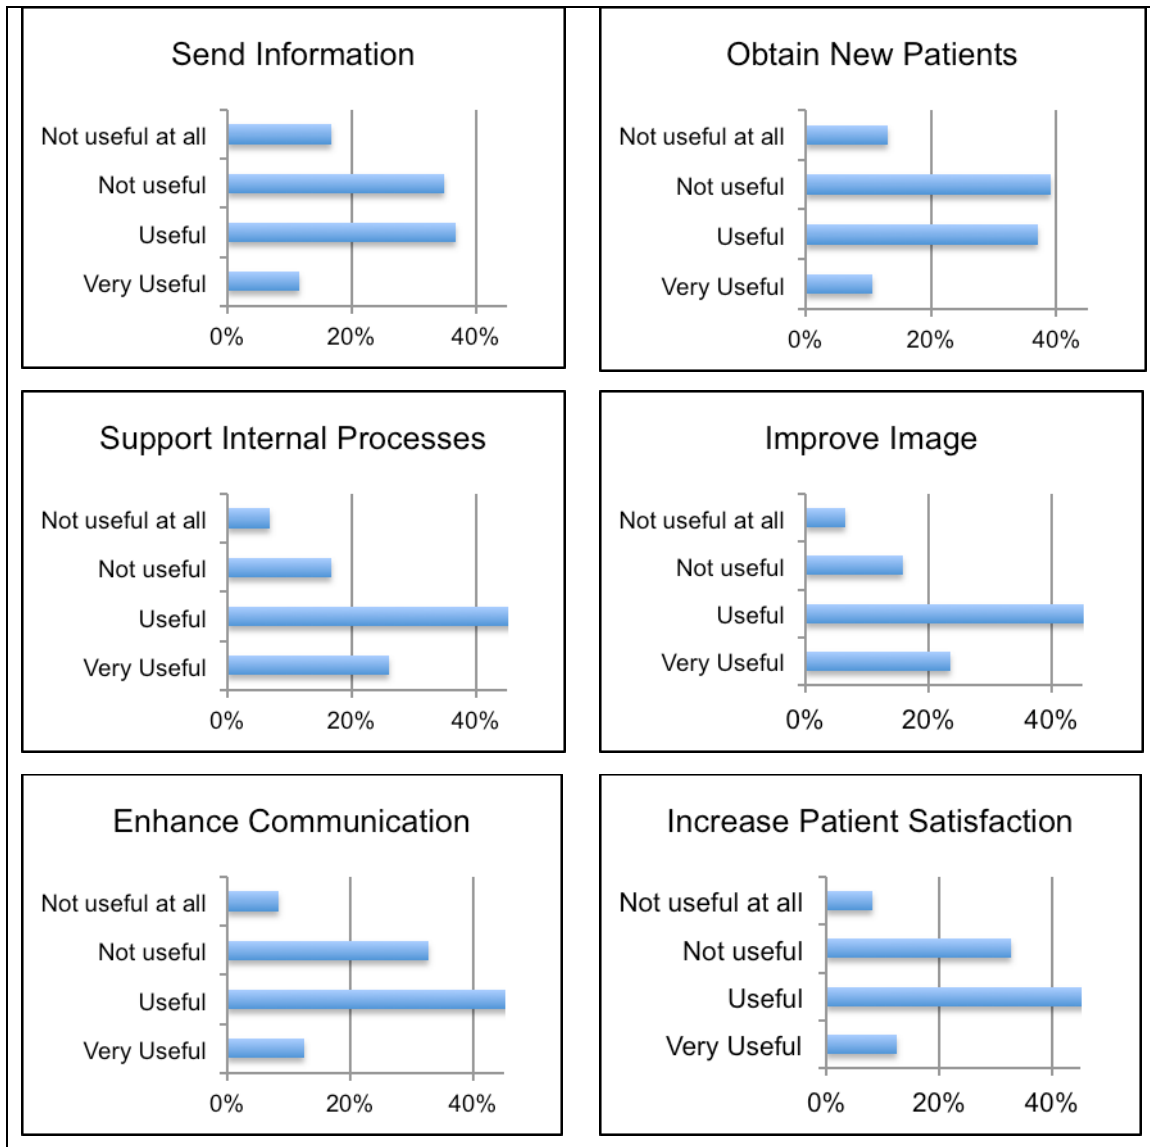 Send Information
Not useful at all
Not useful
Useful
Very Useful
0% 20% 40%
Obtain New Patients
Not useful at all
Not useful
Useful
Very Useful
0% 20% 40%
Support Internal Processes
Not useful at all
Not useful
Useful
Very Useful
0% 20% 40%
Improve Image
Not useful at all
Not useful
Useful
Very Useful
0% 20% 40%
Enhance Communication
Not useful at all
Not useful
Useful
Very Useful
0% 20% 40%
Increase Patient Satisfaction
Not useful at all
Not useful
Useful
Very Useful
0% 20% 40%